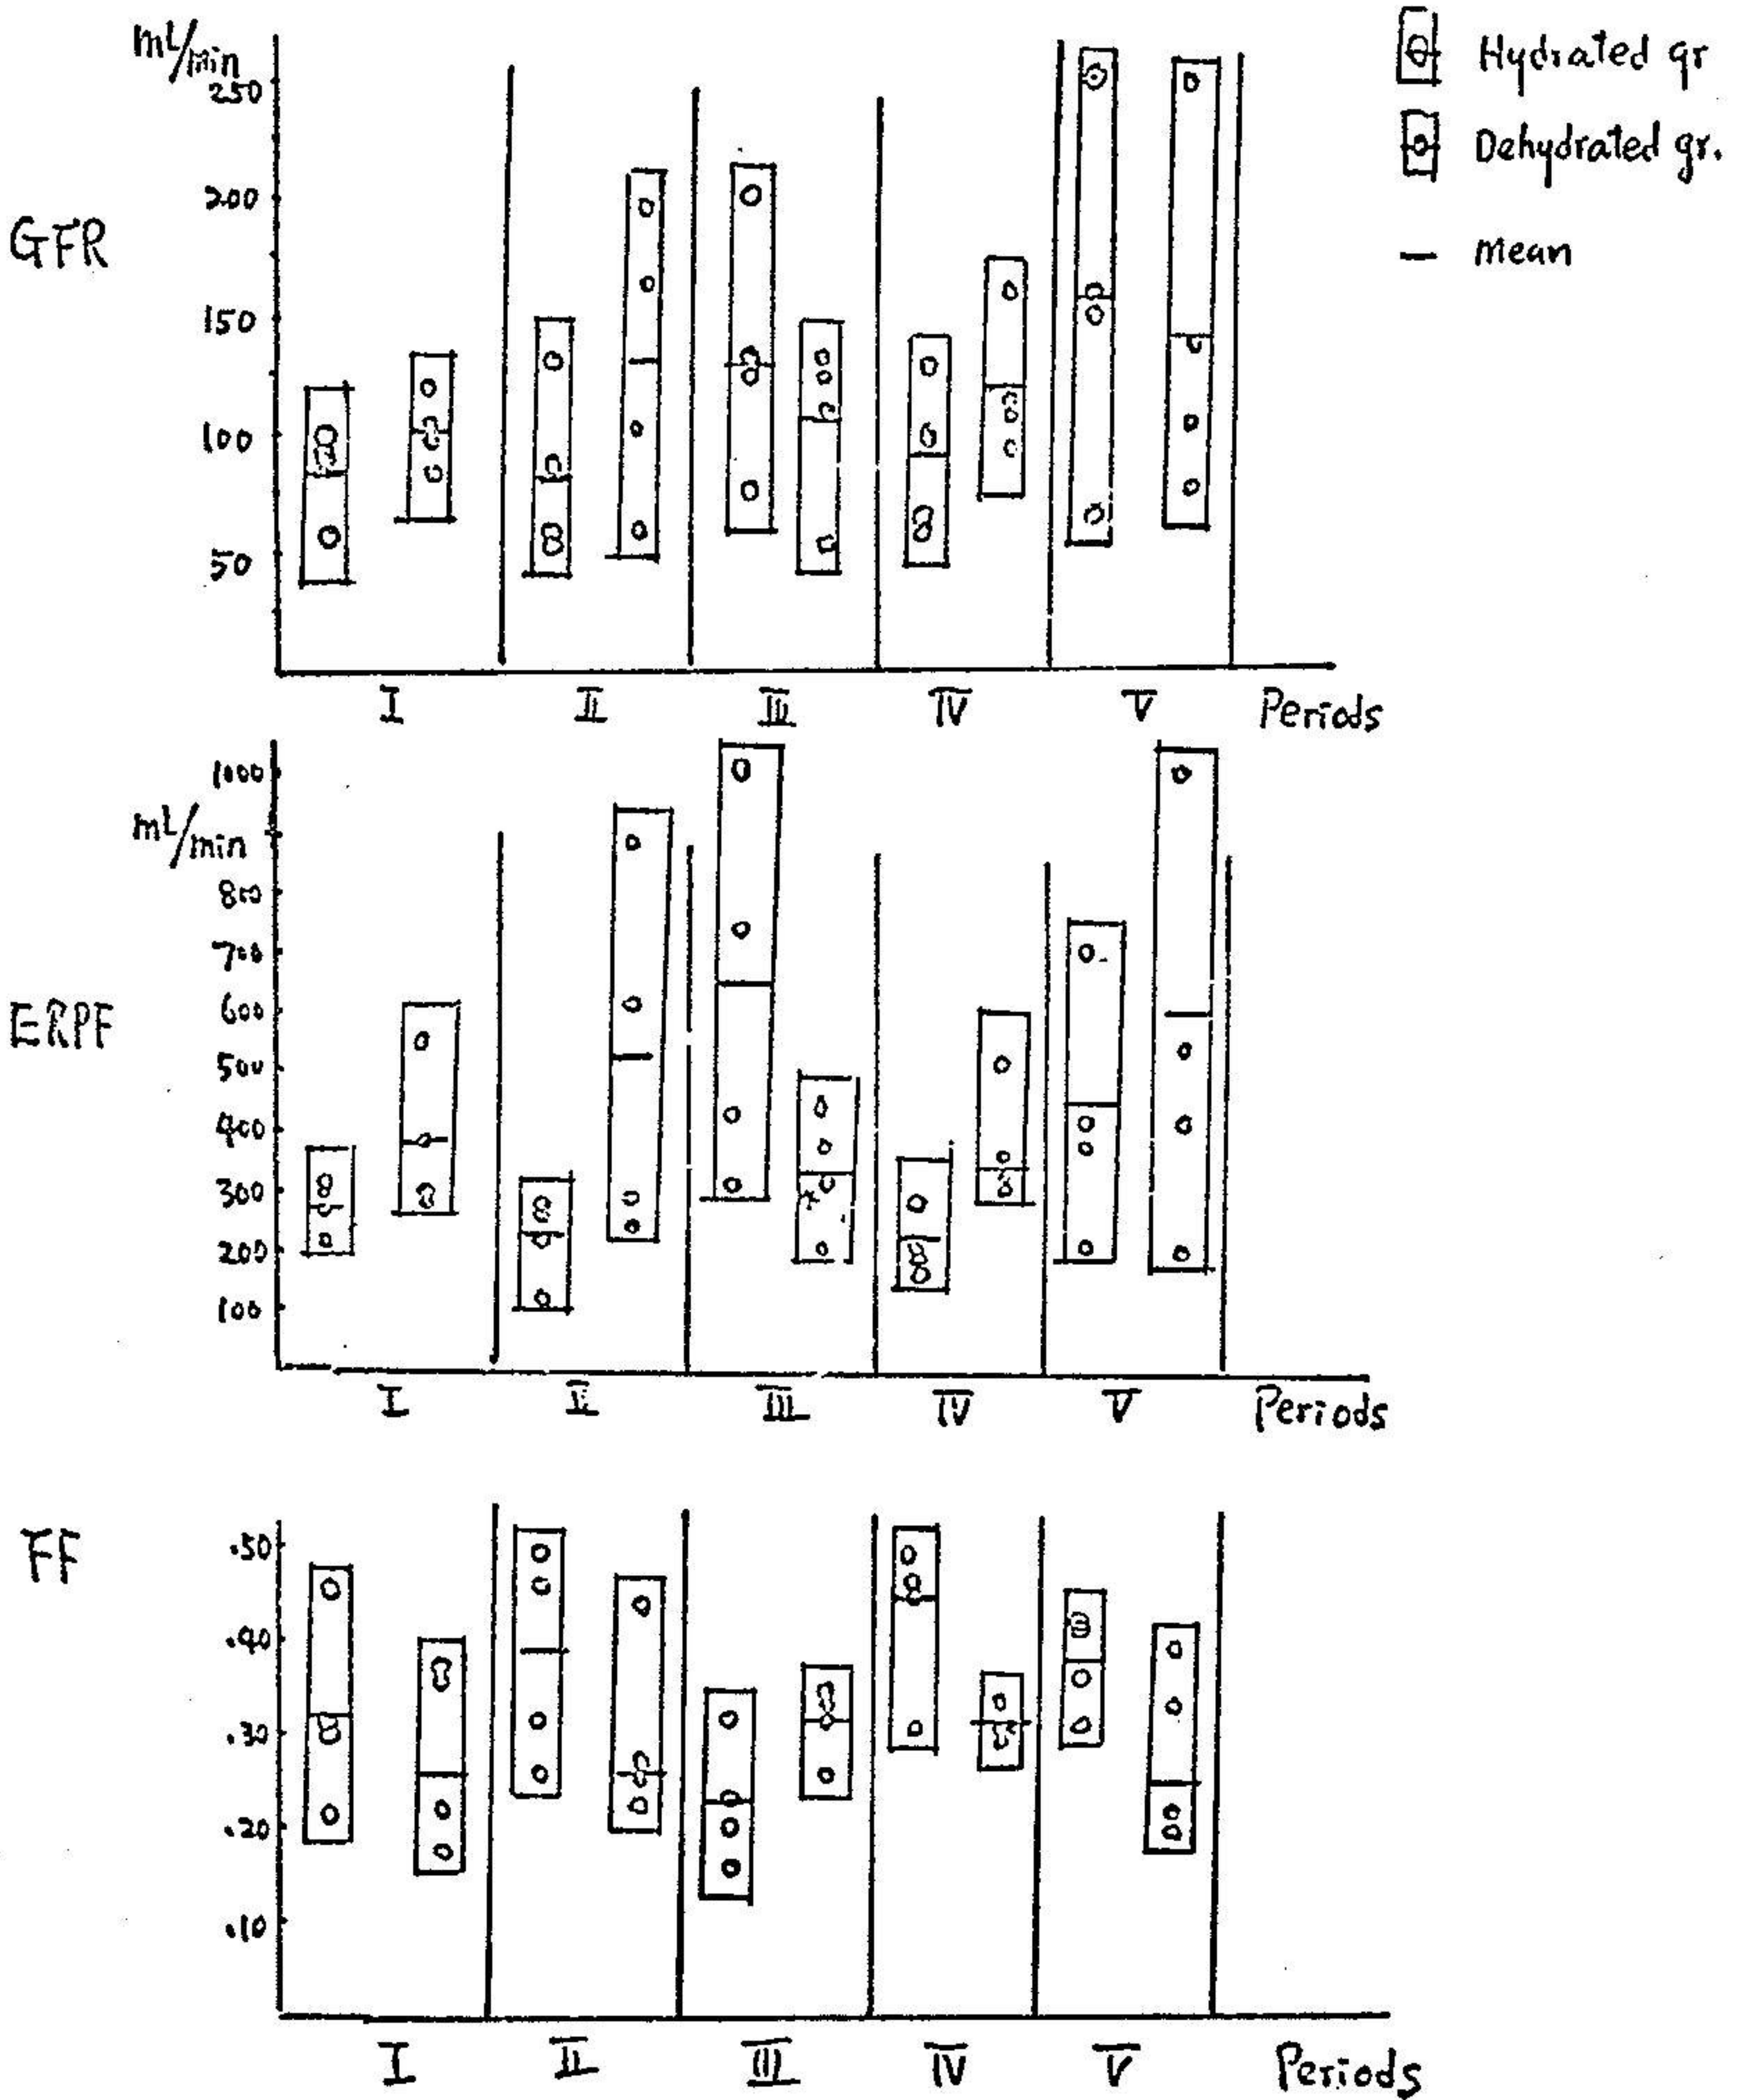 mL/min
250
200
150
100
50
GFR
Hydrated gr
Dehydrated gr.
— mean
I II III IV V Periods
1000
mL/min
800
700
600
500
400
300
200
100
ERPF
I II III IV V Periods
FF
.50
.40
.30
.20
.10
I II III IV V Periods